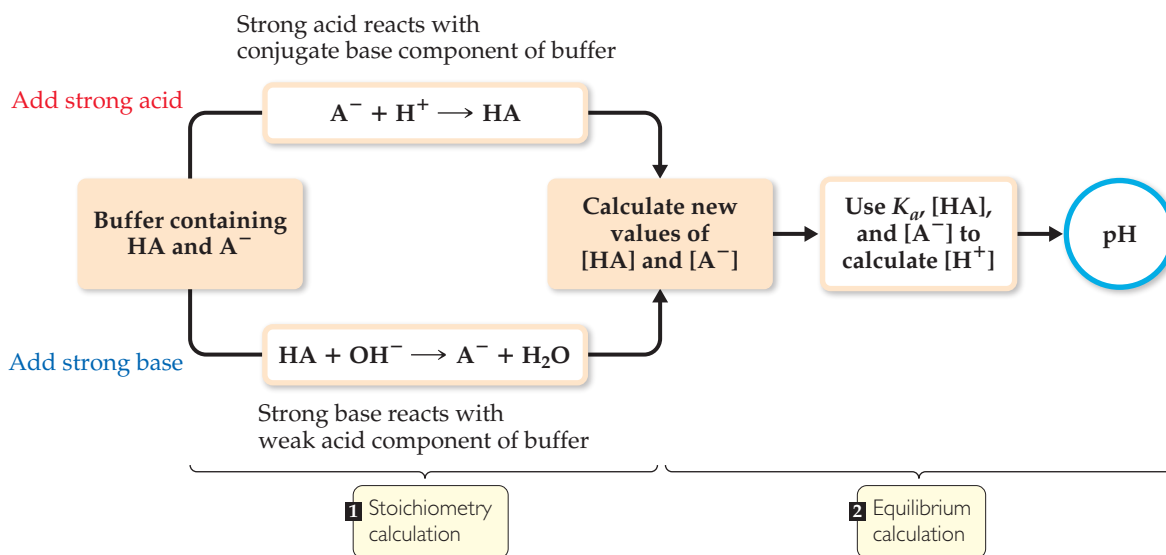 Strong acid reacts with
conjugate base component of buffer
Add strong acid
A⁻ + H⁺ ⟶ HA
Buffer containing
HA and A⁻
Calculate new
values of
[HA] and [A⁻]
Use Kₐ, [HA],
and [A⁻] to
calculate [H⁺]
pH
Add strong base
HA + OH⁻ ⟶ A⁻ + H₂O
Strong base reacts with
weak acid component of buffer
1 Stoichiometry
calculation
2 Equilibrium
calculation